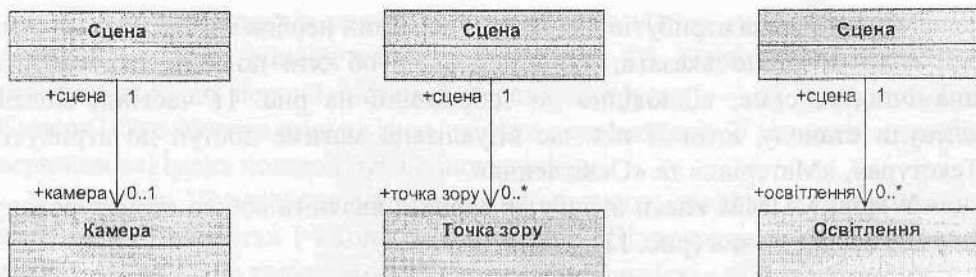 Сцена Сцена Сцена
+сцена 1 +сцена 1 +сцена 1
+камера 0..1 +точка зору 0..* +освітлення 0..*
Камера Точка зору Освітлення